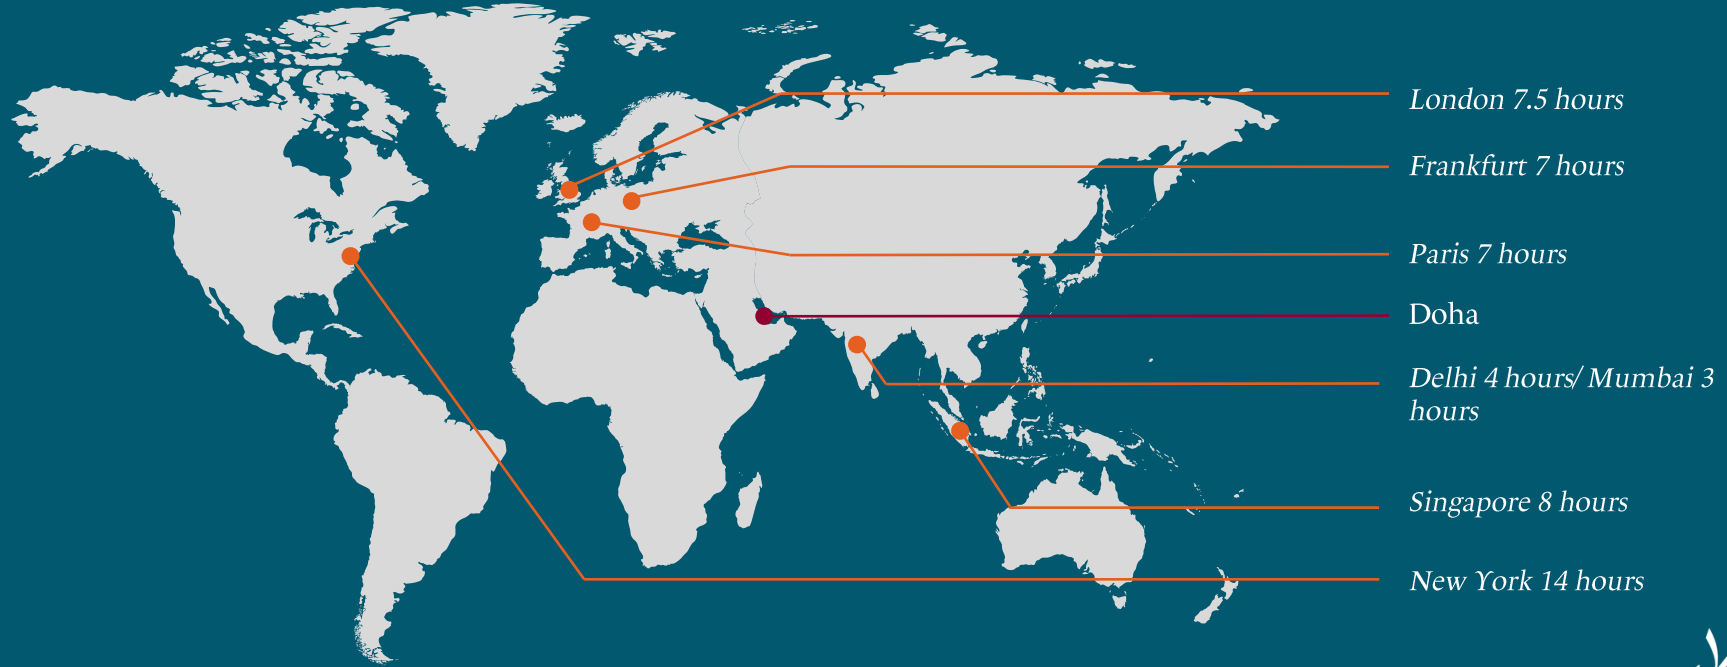 London 7.5 hours
Frankfurt 7 hours
Paris 7 hours
Doha
Delhi 4 hours/ Mumbai 3
hours
Singapore 8 hours
New York 14 hours